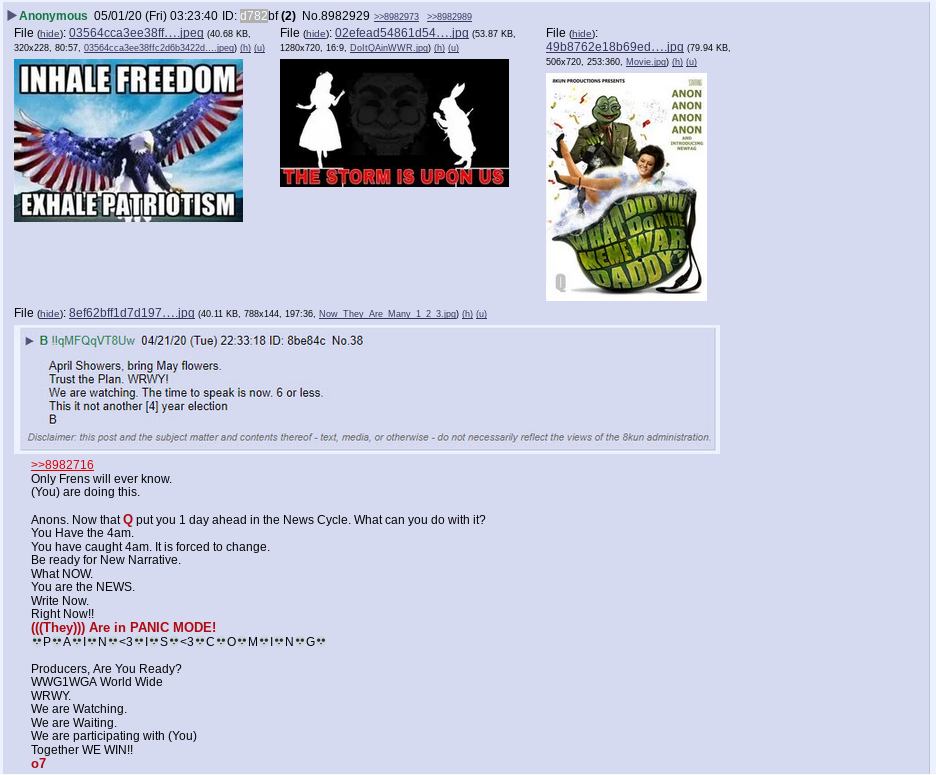 ▶Anonymous 05/01/20 (Fri) 03:23:40 ID: d782bf (2) No.8982929 >>8982973 >>8982989
File (hide): 03564cca3ee38ff….jpeg (40.68 KB,
320x228, 80:57, 03564cca3ee38ffc2d6b3422d….jpeg) (h) (u)
INHALE FREEDOM
EXHALE PATRIOTISM
File (hide): 02efead54861d54….jpg (53.87 KB,
1280x720, 16:9, DoItQAinWWR.jpg) (h) (u)
THE STORM IS UPON US
File (hide):
49b8762e18b69ed….jpg (79.94 KB,
506x720, 253:360, Movie.jpg) (h) (u)
8KUN PRODUCTIONS PRESENTS
STARRING
ANON
ANON
ANON
ANON
AND
INTRODUCING
NEWFAG
WHAT DID YOU
DO IN THE
MEME WAR
DADDY?
Q
File (hide): 8ef62bff1d7d197….jpg (40.11 KB, 788x144, 197:36, Now_They_Are_Many_1_2_3.jpg) (h) (u)
▶ B !!qMFQqVT8Uw 04/21/20 (Tue) 22:33:18 ID: 8be84c No.38
April Showers, bring May flowers.
Trust the Plan. WRWY!
We are watching. The time to speak is now. 6 or less.
This it not another [4] year election
B
Disclaimer: this post and the subject matter and contents thereof - text, media, or otherwise - do not necessarily reflect the views of the 8kun administration.
>>8982716
Only Frens will ever know.
(You) are doing this.
Anons. Now that Q put you 1 day ahead in the News Cycle. What can you do with it?
You Have the 4am.
You have caught 4am. It is forced to change.
Be ready for New Narrative.
What NOW.
You are the NEWS.
Write Now.
Right Now!!
(((They))) Are in PANIC MODE!
💀P💀A💀I💀N💀<3💀I💀S💀<3💀C💀O💀M💀I💀N💀G💀
Producers, Are You Ready?
WWG1WGA World Wide
WRWY.
We are Watching.
We are Waiting.
We are participating with (You)
Together WE WIN!!
o7